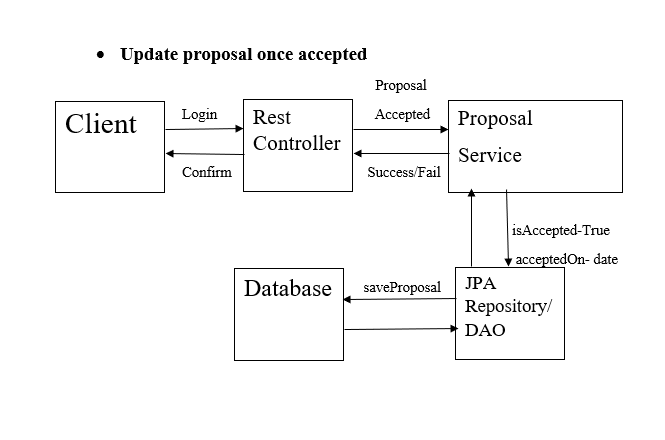 • Update proposal once accepted
Proposal
Accepted
Client
Login
Rest
Controller
Proposal
Service
Confirm
Success/Fail
isAccepted-True
acceptedOn- date
Database
saveProposal
JPA
Repository/
DAO